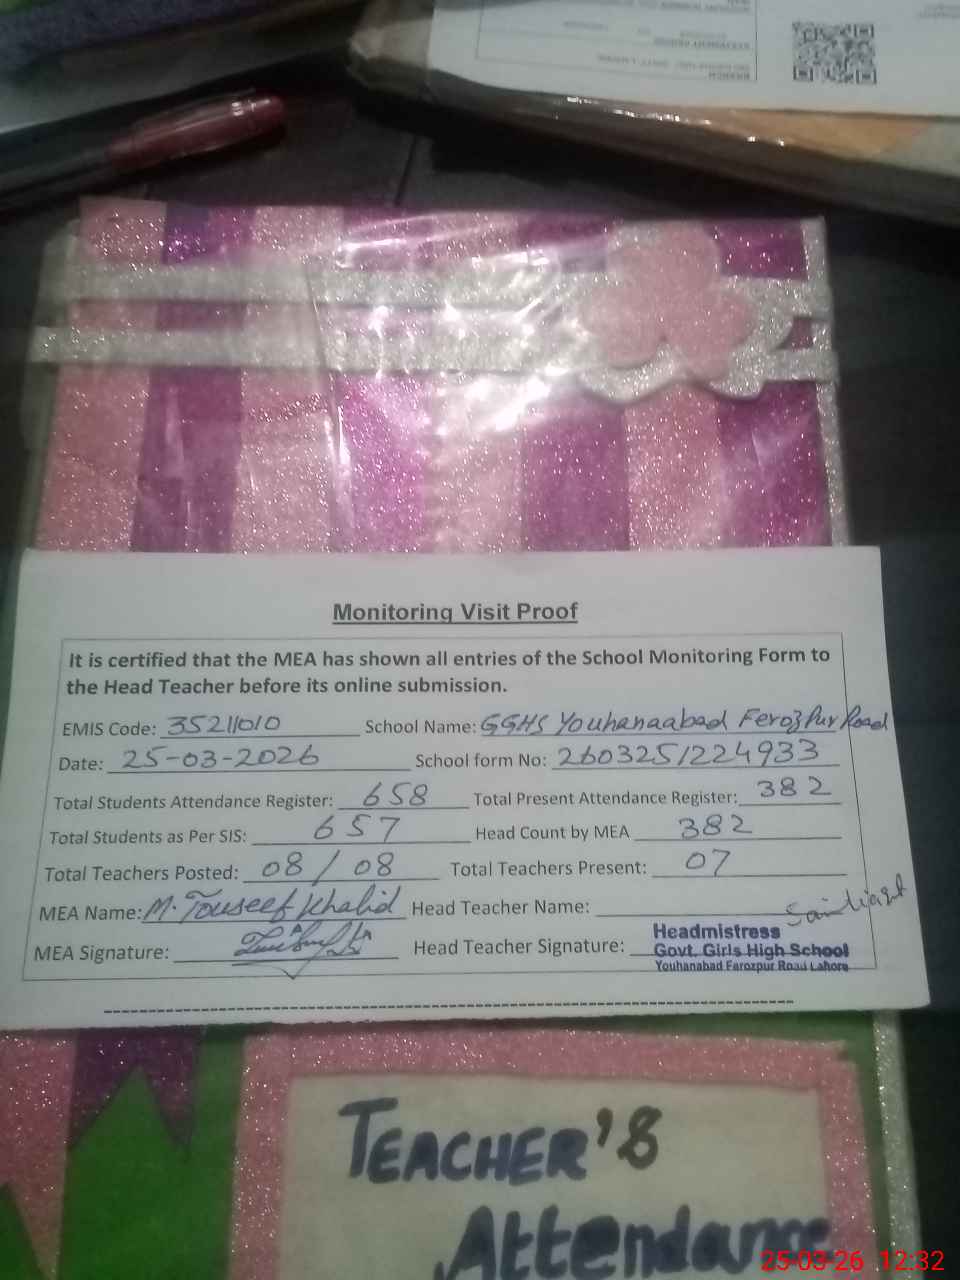 Monitoring Visit Proof
It is certified that the MEA has shown all entries of the School Monitoring Form to
the Head Teacher before its online submission.
EMIS Code: 35211010 School Name: GGHS Youhanaabad Ferozpur Road
Date: 25-03-2026 School form No: 2603251224933
Total Students Attendance Register: 658 Total Present Attendance Register: 382
Total Students as Per SIS: 657 Head Count by MEA 382
Total Teachers Posted: 08/08 Total Teachers Present: 07
MEA Name: M. Touseef Khalid Head Teacher Name:
MEA Signature: Head Teacher Signature:
Headmistress
Govt. Girls High School
Youhanabad Farozpur Road Lahore
TEACHER'S
Attendance
25-03-26 12:32